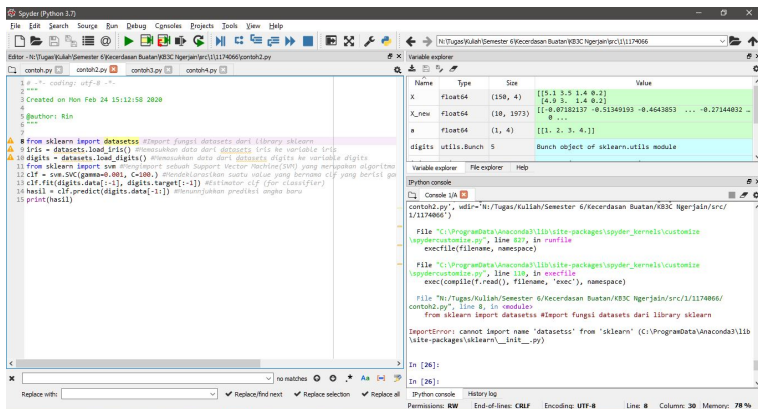 Spyder (Python 3.7)
File Edit Search Source Run Debug Consoles Projects Tools View Help
N:\Tugas\Kuliah\Semester 6\Kecerdasan Buatan\KB3C Ngerjain\src\1\1174066
Editor - N:\Tugas\Kuliah\Semester 6\Kecerdasan Buatan\KB3C Ngerjain\src\1\1174066\contoh2.py
contoh.py contoh2.py contoh3.py contoh4.py
1 # -*- coding: utf-8 -*-
2 """
3 Created on Mon Feb 24 15:12:58 2020
4
5 @author: Rin
6 """
7
8 from sklearn import datasetss #Import fungsi datasets dari library sklearn
9 iris = datasets.load_iris() #Memasukkan data dari datasets iris ke variable iris
10 digits = datasets.load_digits() #Memasukkan data dari datasets digits ke variable digits
11 from sklearn import svm #Mengimport sebuah Support Vector Machine(SVM) yang merupakan algoritma
12 clf = svm.SVC(gamma=0.001, C=100.) #Mendeklarasikan suatu value yang bernama clf yang berisi gam
13 clf.fit(digits.data[:-1], digits.target[:-1]) #Estimator clf (for classifier)
14 hasil = clf.predict(digits.data[-1:]) #Menunjukkan prediksi angka baru
15 print(hasil)
no matches
Aa
Replace with:
Replace/find next Replace selection Replace all
Variable explorer
Name Type Size Value
X float64 (150, 4) [[5.1 3.5 1.4 0.2]
[4.9 3. 1.4 0.2]
X_new float64 (10, 1973) [[-0.07182137 -0.51349193 -0.4643853 ... -0.27144032 ...
0 ...
a float64 (1, 4) [[1. 2. 3. 4.]]
digits utils.Bunch 5 Bunch object of sklearn.utils module
Variable explorer File explorer Help
IPython console
Console 1/A
contoh2.py', wdir='N:/Tugas/Kuliah/Semester 6/Kecerdasan Buatan/KB3C Ngerjain/src/
1/1174066')
File "C:\ProgramData\Anaconda3\lib\site-packages\spyder_kernels\customize
\spydercustomize.py", line 827, in runfile
execfile(filename, namespace)
File "C:\ProgramData\Anaconda3\lib\site-packages\spyder_kernels\customize
\spydercustomize.py", line 110, in execfile
exec(compile(f.read(), filename, 'exec'), namespace)
File "N:/Tugas/Kuliah/Semester 6/Kecerdasan Buatan/KB3C Ngerjain/src/1/1174066/
contoh2.py", line 8, in <module>
from sklearn import datasetss #Import fungsi datasets dari library sklearn
ImportError: cannot import name 'datasetss' from 'sklearn' (C:\ProgramData\Anaconda3\lib
\site-packages\sklearn\__init__.py)
In [26]:
In [26]:
IPython console History log
Permissions: RW End-of-lines: CRLF Encoding: UTF-8 Line: 8 Column: 30 Memory: 78 %